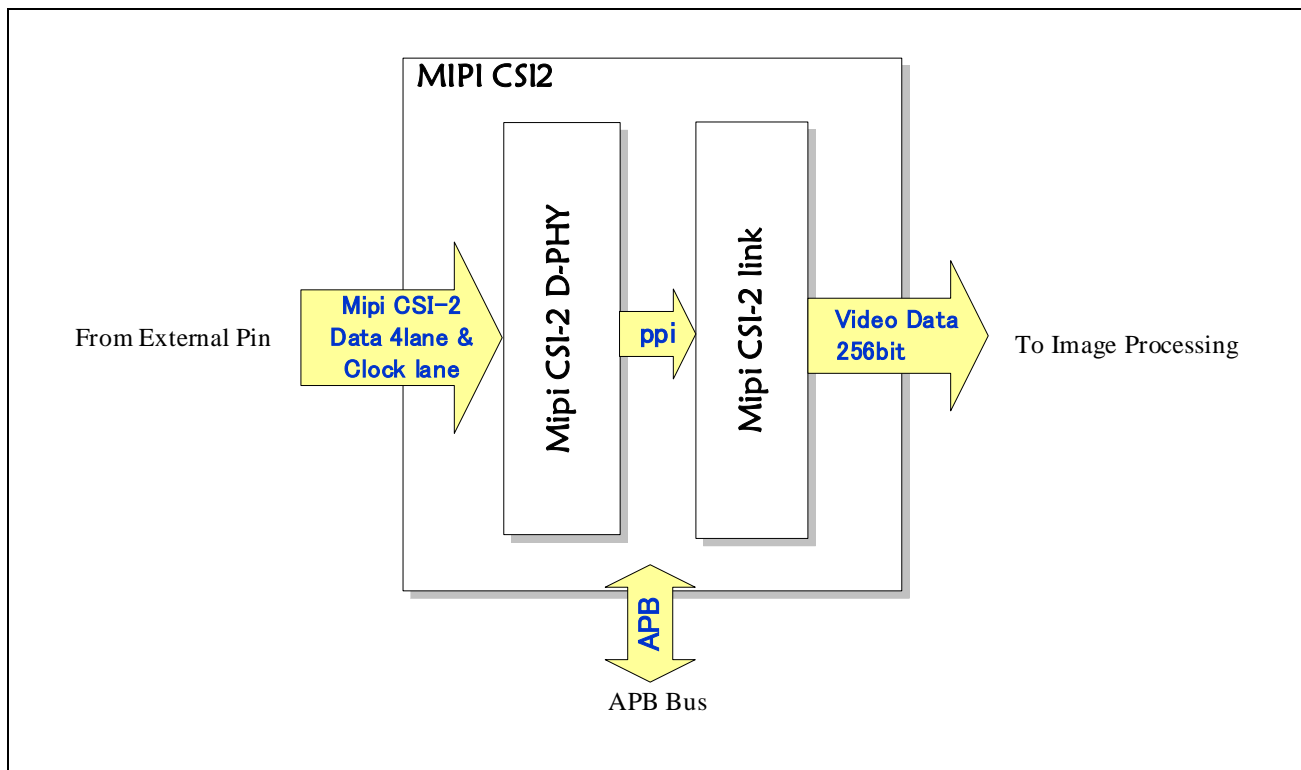 MIPI CSI2
From External Pin
Mipi CSI-2
Data 4lane &
Clock lane
Mipi CSI-2 D-PHY
ppi
Mipi CSI-2 link
Video Data
256bit
To Image Processing
APB
APB Bus